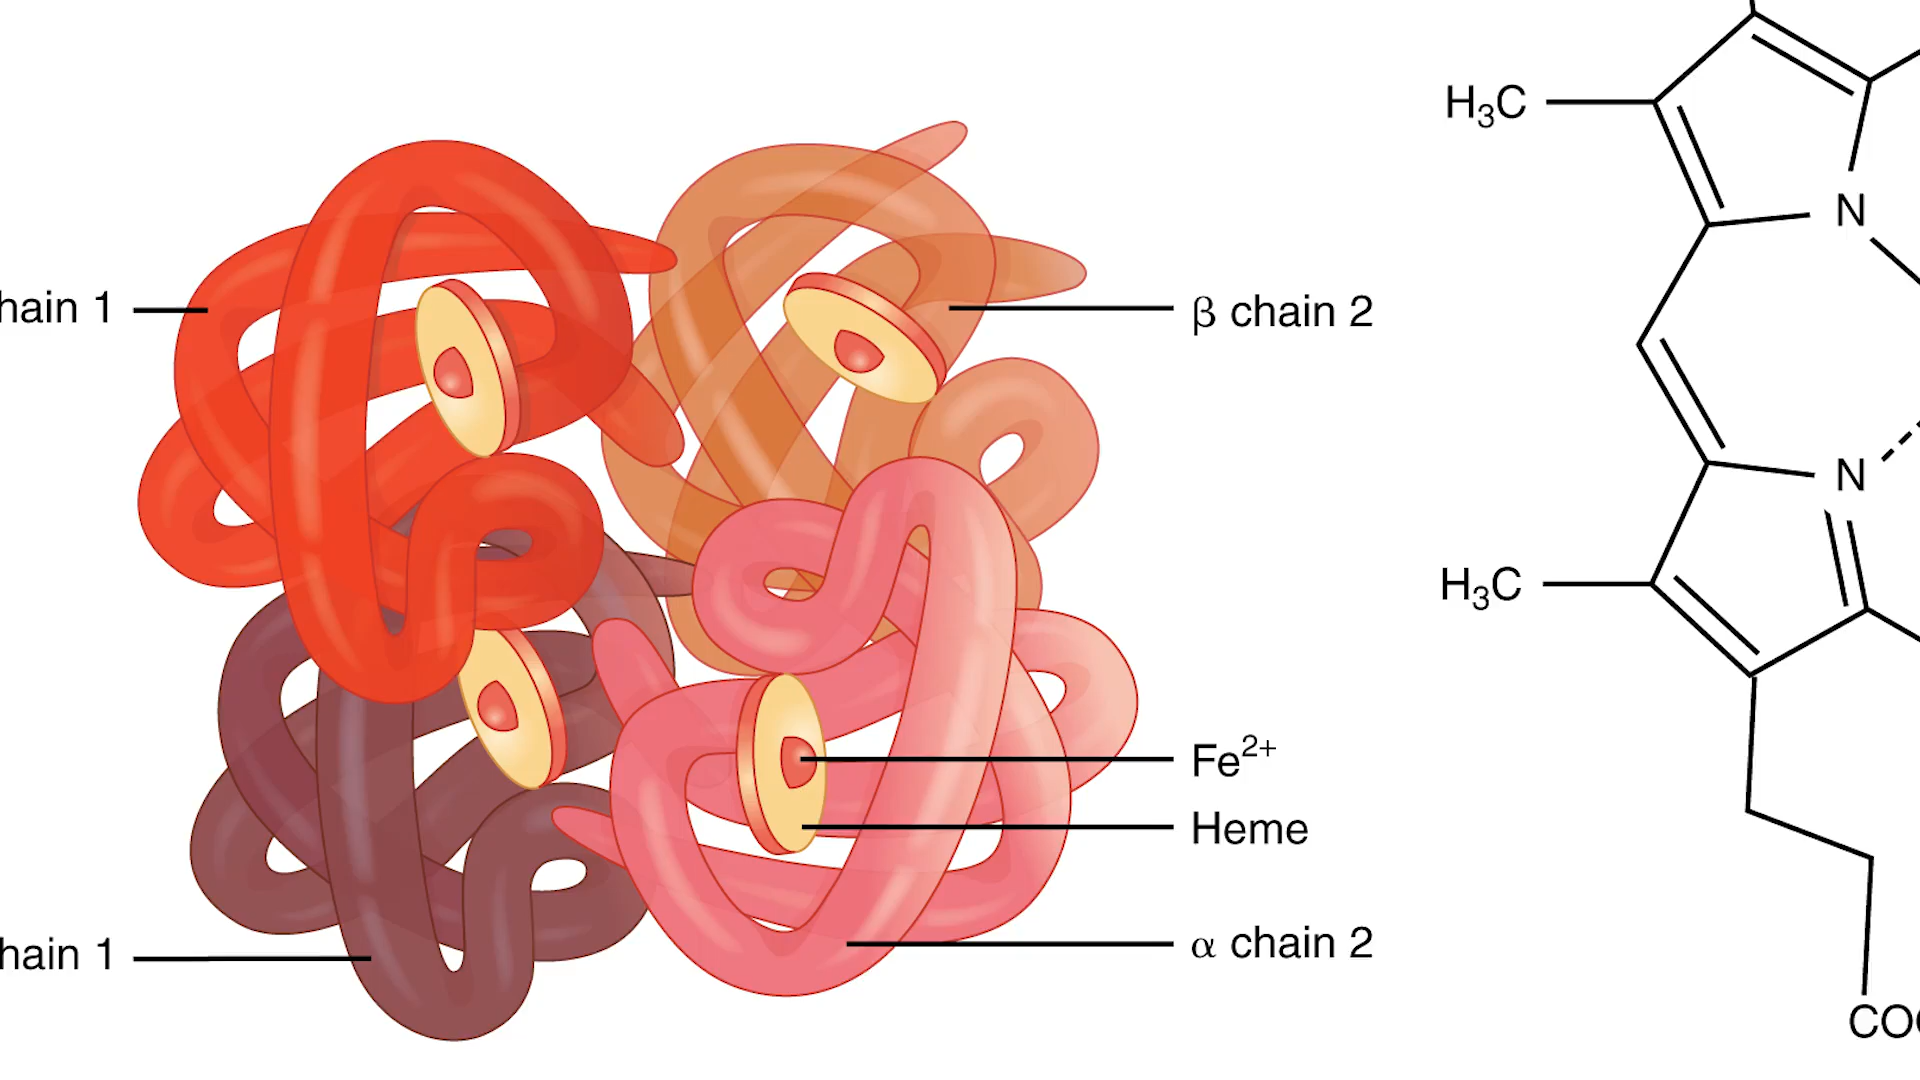 hain 1
β chain 2
Fe²⁺
Heme
hain 1
α chain 2
H₃C
N
N
H₃C
COO